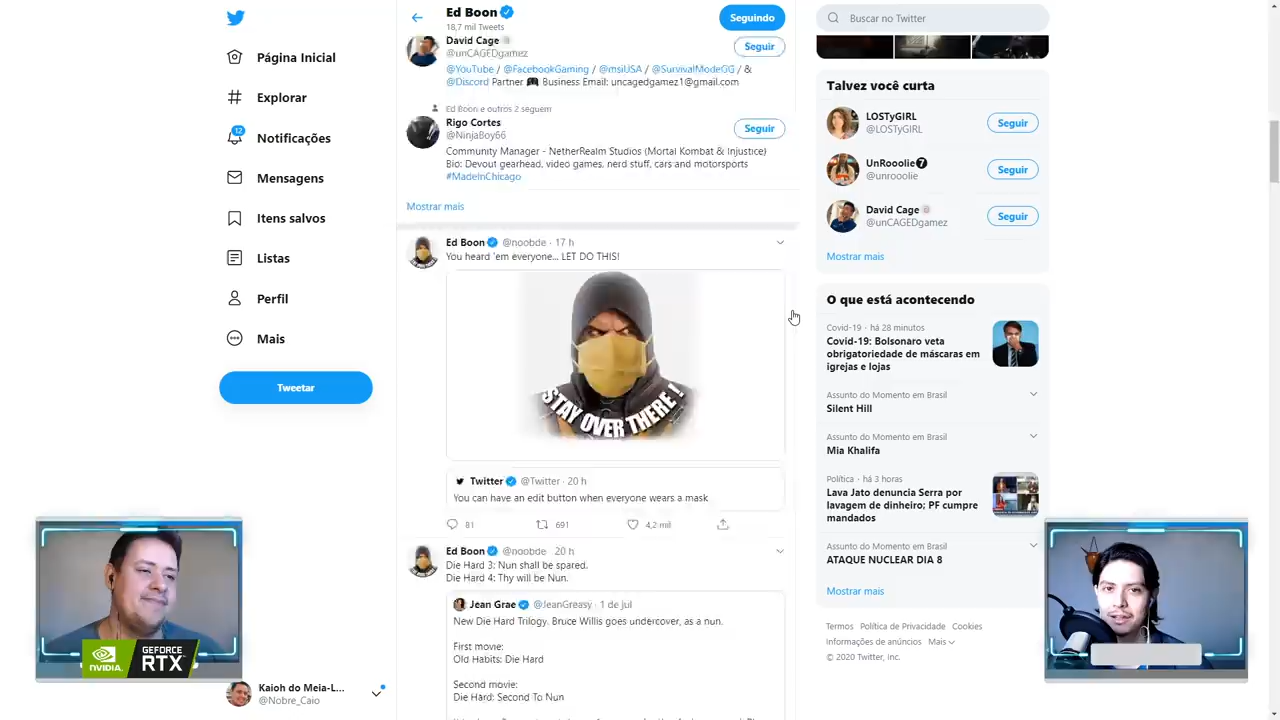 Página Inicial
Explorar
12
Notificações
Mensagens
Itens salvos
Listas
Perfil
Mais
Tweetar
NVIDIA.
GEFORCE
RTX
Kaioh do Meia-L...
@Nobre_Caio
Ed Boon
18,7 mil Tweets
Seguindo
David Cage
@unCAGEDgamez
Seguir
@YouTube / @FacebookGaming / @msiUSA / @SurvivalModeGG / &
@Discord Partner 🎮 Business Email: uncagedgamez1@gmail.com
Ed Boon e outros 2 seguem
Rigo Cortes
@NinjaBoy66
Seguir
Community Manager - NetherRealm Studios (Mortal Kombat & Injustice)
Bio: Devout gearhead, video games, nerd stuff, cars and motorsports
#MadeInChicago
Mostrar mais
Ed Boon @noobde · 17 h
You heard 'em everyone... LET DO THIS!
STAY OVER THERE !
Twitter @Twitter · 20 h
You can have an edit button when everyone wears a mask
81
691
4,2 mil
Ed Boon @noobde 20 h
Die Hard 3: Nun shall be spared.
Die Hard 4: Thy will be Nun.
Jean Grae @JeanGreasy · 1 de jul
New Die Hard Trilogy. Bruce Willis goes undercover, as a nun.
First movie:
Old Habits: Die Hard
Second movie:
Die Hard: Second To Nun
Buscar no Twitter
Talvez você curta
LOSTyGIRL
@LOSTyGIRL
Seguir
UnRooolie7
@unrooolie
Seguir
David Cage
@unCAGEDgamez
Seguir
Mostrar mais
O que está acontecendo
Covid-19 · há 28 minutos
Covid-19: Bolsonaro veta
obrigatoriedade de máscaras em
igrejas e lojas
Assunto do Momento em Brasil
Silent Hill
Assunto do Momento em Brasil
Mia Khalifa
Política · há 3 horas
Lava Jato denuncia Serra por
lavagem de dinheiro; PF cumpre
mandados
Assunto do Momento em Brasil
ATAQUE NUCLEAR DIA 8
Mostrar mais
Termos Política de Privacidade Cookies
Informações de anúncios Mais
© 2020 Twitter, Inc.